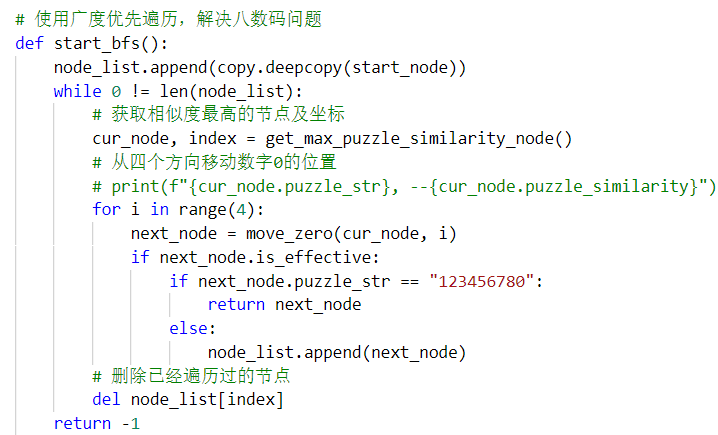 # 使用广度优先遍历，解决八数码问题
def start_bfs():
    node_list.append(copy.deepcopy(start_node))
    while 0 != len(node_list):
        # 获取相似度最高的节点及坐标
        cur_node, index = get_max_puzzle_similarity_node()
        # 从四个方向移动数字0的位置
        # print(f"{cur_node.puzzle_str}, --{cur_node.puzzle_similarity}")
        for i in range(4):
            next_node = move_zero(cur_node, i)
            if next_node.is_effective:
                if next_node.puzzle_str == "123456780":
                    return next_node
                else:
                    node_list.append(next_node)
        # 删除已经遍历过的节点
        del node_list[index]
    return -1